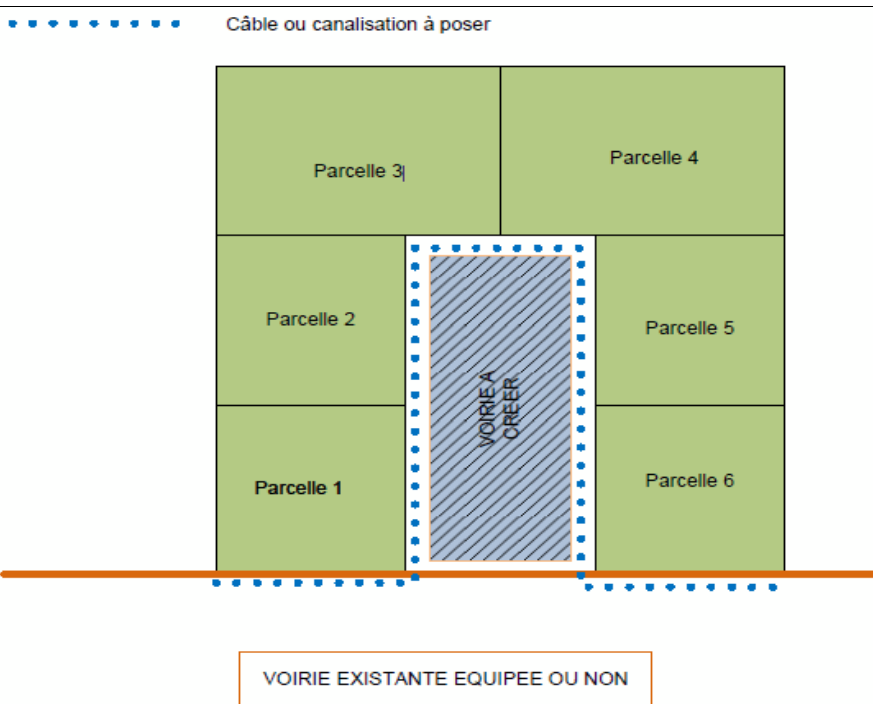 Câble ou canalisation à poser
Parcelle 3
Parcelle 4
Parcelle 2
Parcelle 5
VOIRIE A
CREER
Parcelle 1
Parcelle 6
VOIRIE EXISTANTE EQUIPEE OU NON